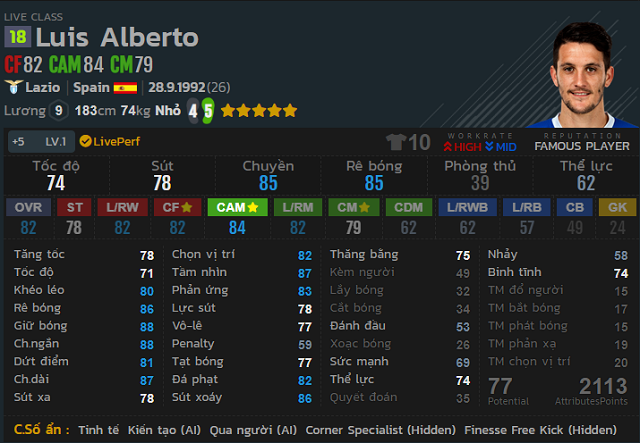 LIVE CLASS
18 Luis Alberto
CF82 CAM84 CM79
Lazio Spain 28.9.1992(26)
Lương 9 183cm 74kg Nhỏ 4 5
+5 LV.1 LivePerf 10 WORKRATE HIGH MID REPUTATION FAMOUS PLAYER
Tốc độ Sút Chuyền Rê bóng Phòng thủ Thể lực
74 78 85 85 39 62
OVR ST L/RW CF CAM L/RM CM CDM L/RWB L/RB CB GK
82 78 82 82 84 82 79 62 62 57 49 24
Tăng tốc 78 Chọn vị trí 82 Thăng bằng 75 Nhảy 58
Tốc độ 71 Tầm nhìn 87 Kèm người 49 Bình tĩnh 74
Khéo léo 80 Phản ứng 83 Lấy bóng 32 TM đổ người 15
Rê bóng 86 Lực sút 78 Cắt bóng 34 TM bắt bóng 17
Giữ bóng 88 Vô-lê 77 Đánh đầu 53 TM phát bóng 15
Ch.ngắn 88 Penalty 59 Xoạc bóng 26 TM phản xạ 19
Dứt điểm 81 Tạt bóng 77 Sức mạnh 69 TM chọn vị trí 20
Ch.dài 87 Đá phạt 82 Thể lực 74 77 2113
Sút xa 78 Sút xoáy 86 Quyết đoán 35 Potential AttributesPoints
C.Số ẩn : Tinh tế Kiến tạo (AI) Qua người (AI) Corner Specialist (Hidden) Finesse Free Kick (Hidden)